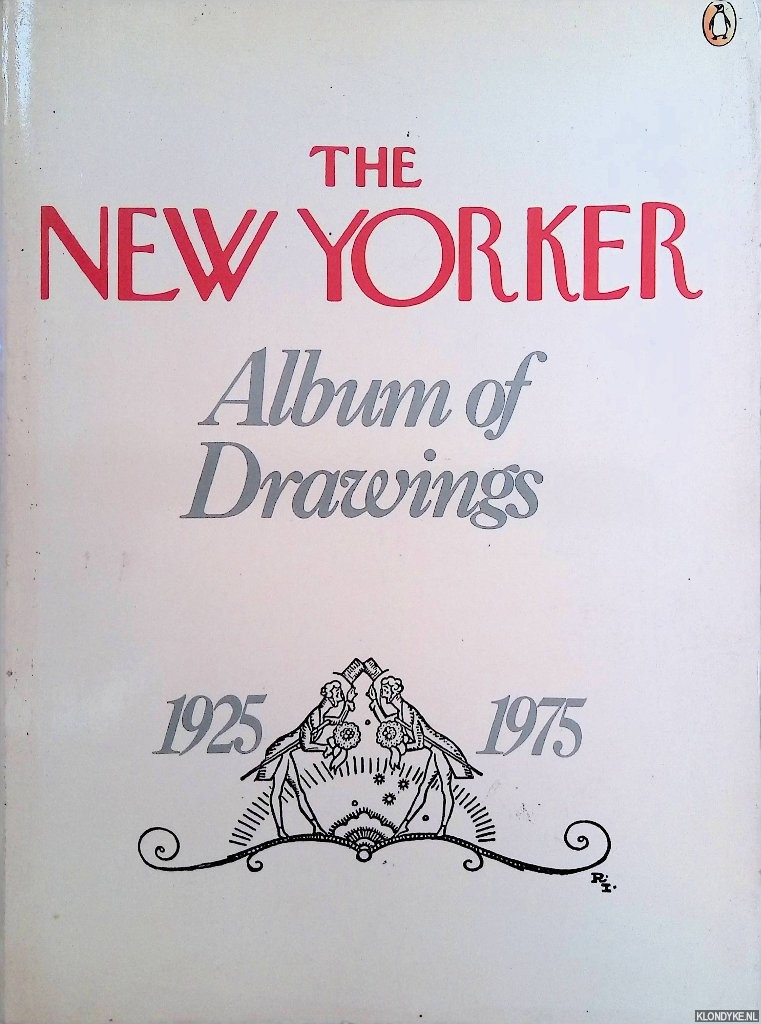 THE
NEW YORKER
Album of
Drawings
1925 1975
R.I.
KLONDYKE.NL